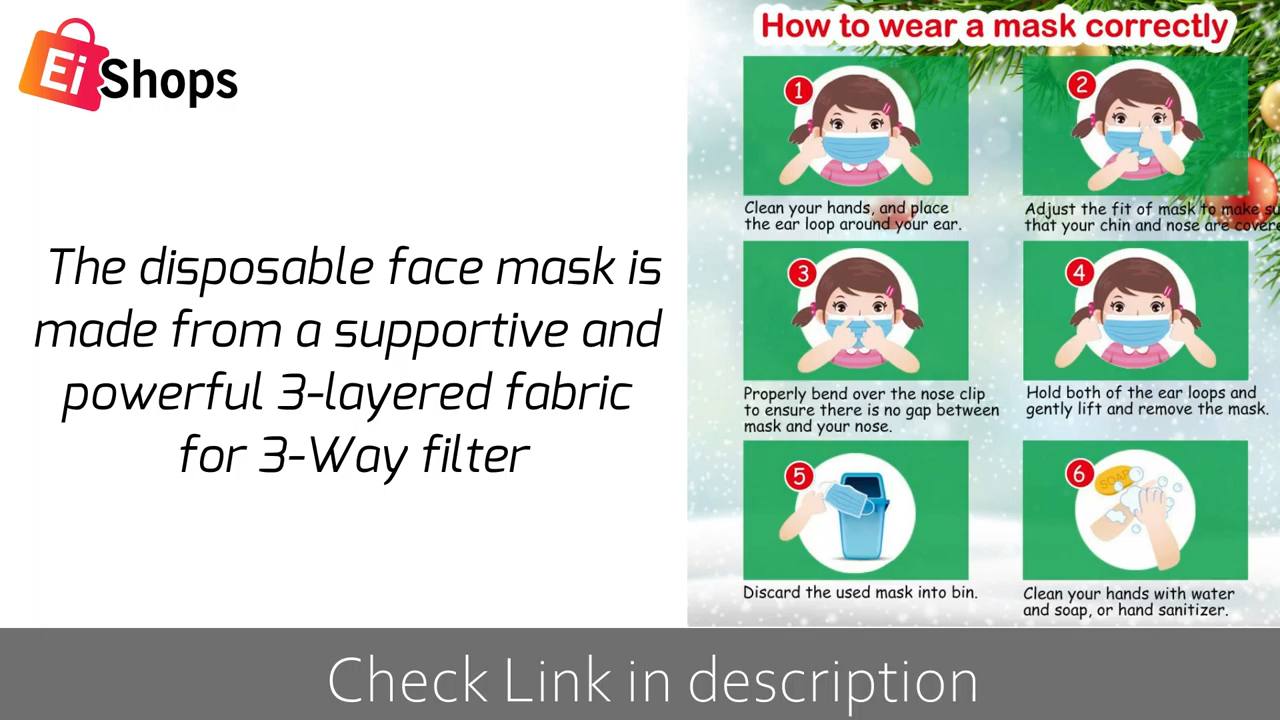 Ei Shops
The disposable face mask is
made from a supportive and
powerful 3-layered fabric
for 3-Way filter
How to wear a mask correctly
1
Clean your hands, and place
the ear loop around your ear.
2
Adjust the fit of mask to make su
that your chin and nose are covere
3
Properly bend over the nose clip
to ensure there is no gap between
mask and your nose.
4
Hold both of the ear loops and
gently lift and remove the mask.
5
Discard the used mask into bin.
6
SOAP
Clean your hands with water
and soap, or hand sanitizer.
Check Link in description